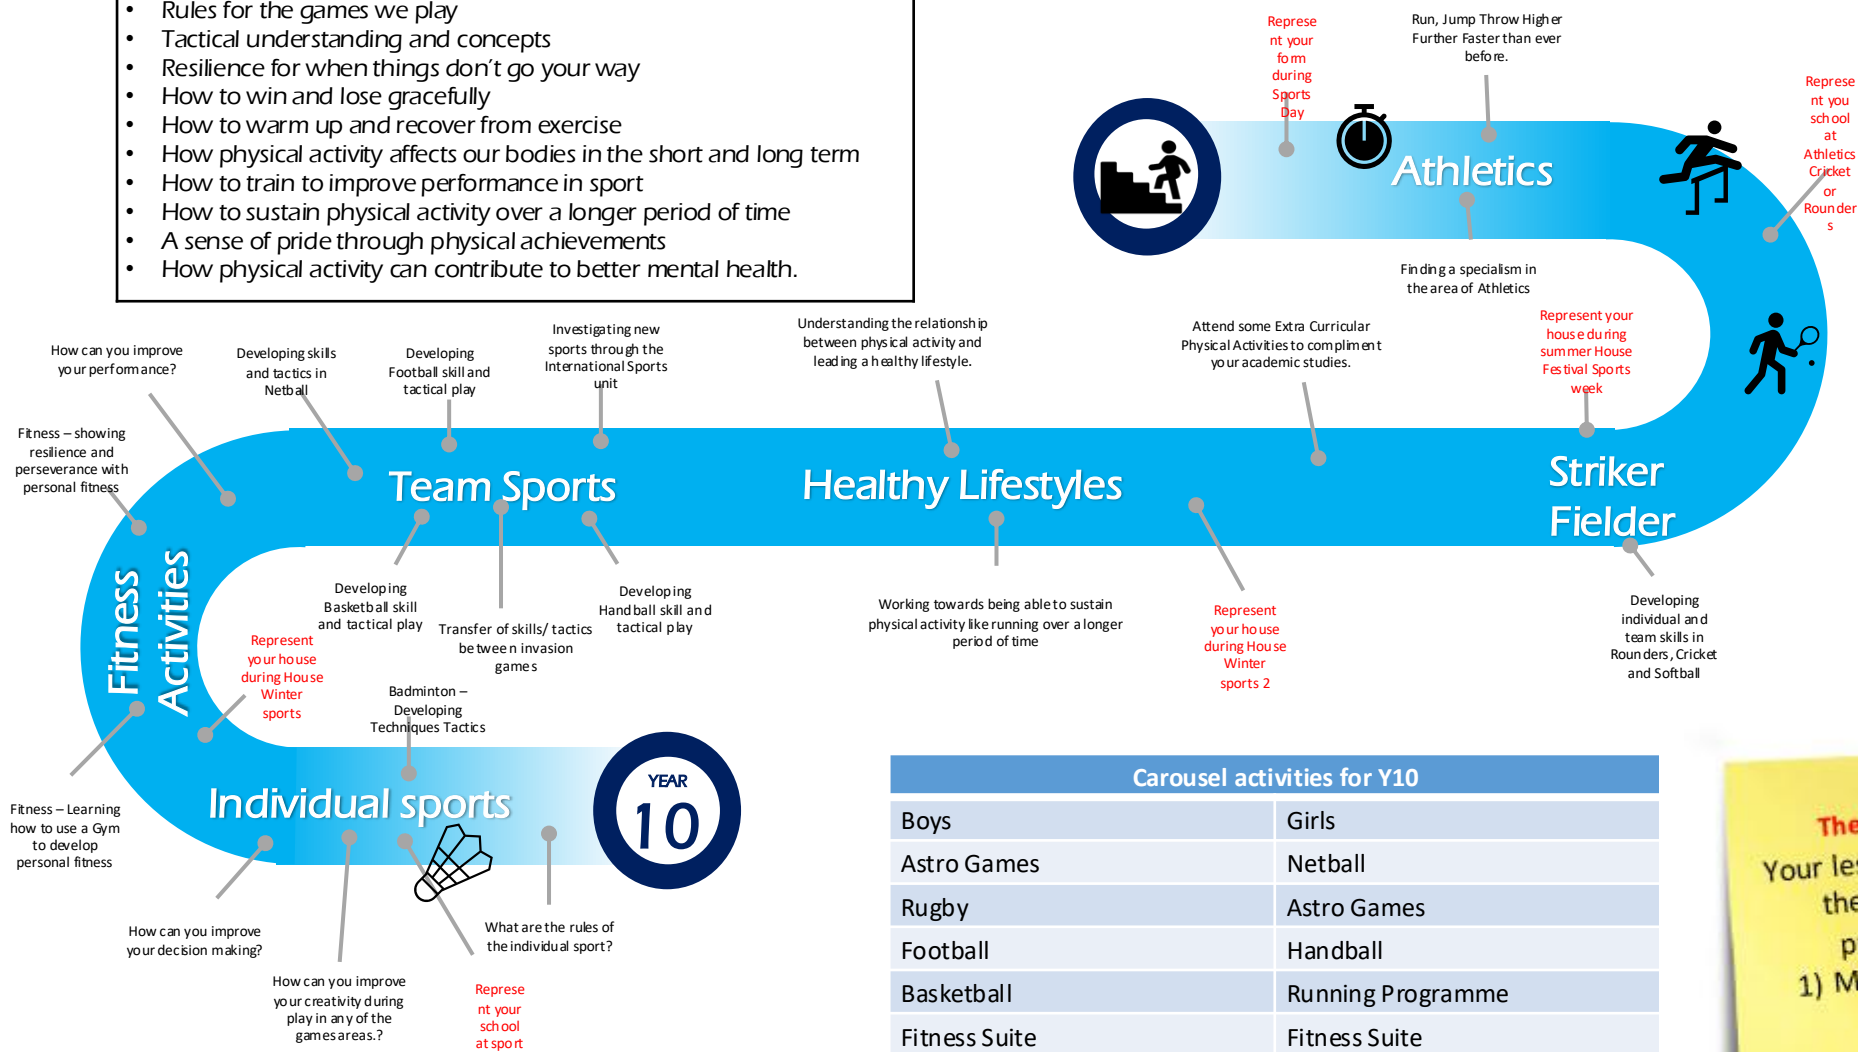 • Rules for the games we play
• Tactical understanding and concepts
• Resilience for when things don't go your way
• How to win and lose gracefully
• How to warm up and recover from exercise
• How physical activity affects our bodies in the short and long term
• How to train to improve performance in sport
• How to sustain physical activity over a longer period of time
• A sense of pride through physical achievements
• How physical activity can contribute to better mental health.
Represe
nt your
form
during
Sports
Day
Run, Jump Throw Higher
Further Faster than ever
before.
Represe
nt you
school
at
Athletics
Cricket
or
Rounder
s
Athletics
Finding a specialism in
the area of Athletics
How can you improve
your performance?
Developing skills
and tactics in
Netball
Developing
Football skill and
tactical play
Investigating new
sports through the
International Sports
unit
Understanding the relationship
between physical activity and
leading a healthy lifestyle.
Attend some Extra Curricular
Physical Activities to compliment
your academic studies.
Represent your
house during
summer House
Festival Sports
week
Fitness – showing
resilience and
perseverance with
personal fitness
Team Sports
Healthy Lifestyles
Striker
Fielder
Fitness
Activities
Developing
Basketball skill
and tactical play
Transfer of skills/ tactics
between invasion
games
Developing
Handball skill and
tactical play
Working towards being able to sustain
physical activity like running over a longer
period of time
Represent
your house
during House
Winter
sports 2
Developing
individual and
team skills in
Rounders, Cricket
and Softball
Represent
your house
during House
Winter
sports
Badminton –
Developing
Techniques Tactics
Individual sports
YEAR
10
Fitness – Learning
how to use a Gym
to develop
personal fitness
How can you improve
your decision making?
How can you improve
your creativity during
play in any of the
games areas.?
Represe
nt your
school
at sport
What are the rules of
the individual sport?
Carousel activities for Y10
Boys Girls
Astro Games Netball
Rugby Astro Games
Football Handball
Basketball Running Programme
Fitness Suite Fitness Suite
The
Your les
the
p
1) M